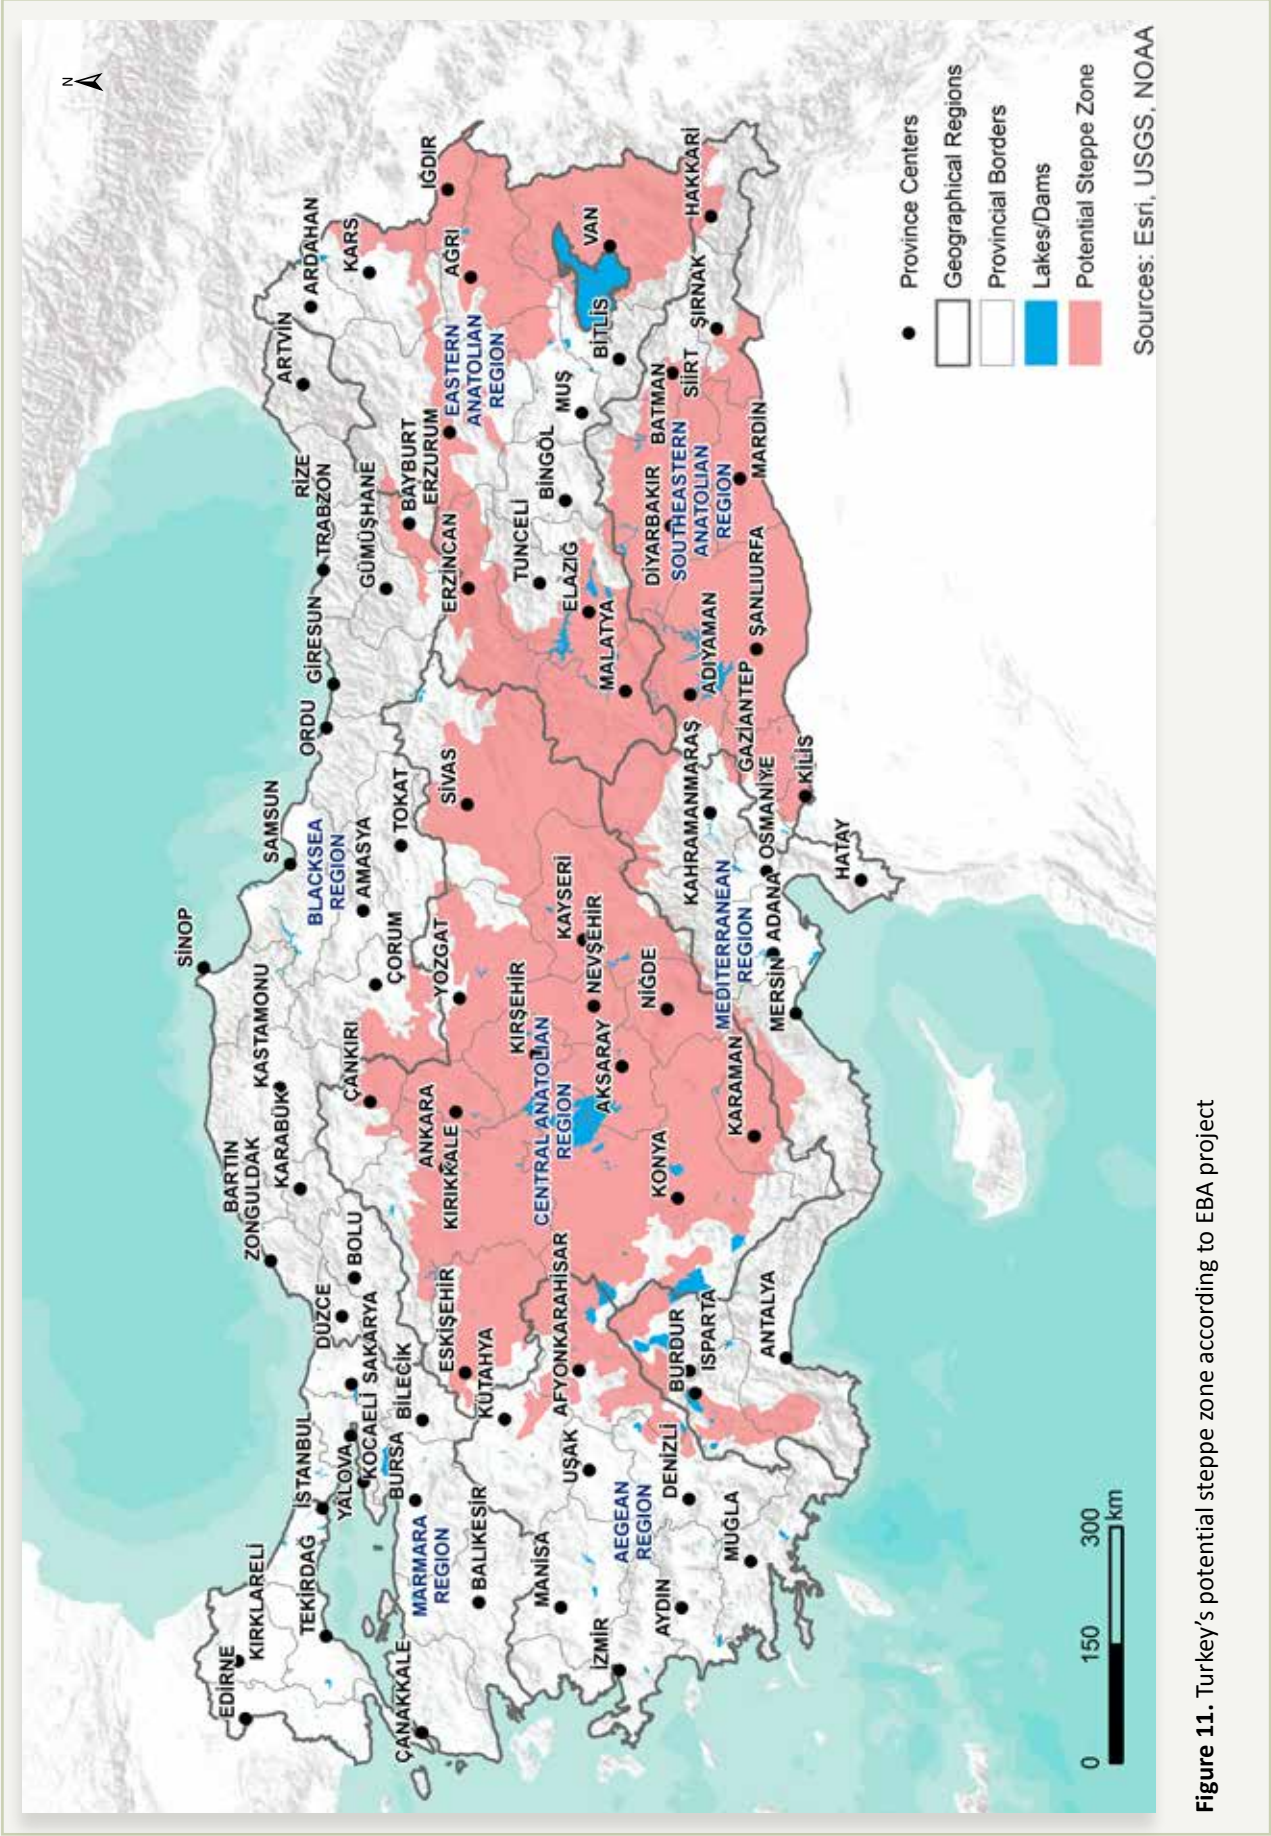 N
EDİRNE
KIRKLARELİ
TEKİRDAĞ
İSTANBUL
YALOVA
KOCAELİ
SAKARYA
DÜZCE
BOLU
ZONGULDAK
BARTIN
KARABÜK
KASTAMONU
SİNOP
ÇANKIRI
ÇORUM
SAMSUN
BLACKSEA
REGION
AMASYA
TOKAT
ORDU
GİRESUN
TRABZON
RİZE
GÜMÜŞHANE
BAYBURT
ARTVİN
ARDAHAN
KARS
IĞDIR
AĞRI
ERZURUM
ERZİNCAN
EASTERN
ANATOLIAN
REGION
ÇANAKKALE
BALIKESİR
MARMARA
REGION
BURSA
BİLECİK
ESKİŞEHİR
KÜTAHYA
ANKARA
KIRIKKALE
YOZGAT
SİVAS
KIRŞEHİR
CENTRAL ANATOLIAN
REGION
KAYSERİ
NEVŞEHİR
AKSARAY
NİĞDE
KONYA
KARAMAN
TUNCELİ
BİNGÖL
MUŞ
BİTLİS
VAN
ELAZIĞ
MALATYA
HAKKARİ
ŞIRNAK
SİİRT
BATMAN
DİYARBAKIR
SOUTHEASTERN
ANATOLIAN
REGION
MARDİN
ŞANLIURFA
ADIYAMAN
GAZİANTEP
KİLİS
KAHRAMANMARAŞ
OSMANİYE
HATAY
ADANA
MERSİN
MEDITERRANEAN
REGION
ANTALYA
ISPARTA
BURDUR
AFYONKARAHİSAR
UŞAK
DENİZLİ
AEGEAN
REGION
MANİSA
İZMİR
AYDIN
MUĞLA
0 150 300
km
Province Centers
Geographical Regions
Provincial Borders
Lakes/Dams
Potential Steppe Zone
Sources: Esri, USGS, NOAA
Figure 11. Turkey’s potential steppe zone according to EBA project